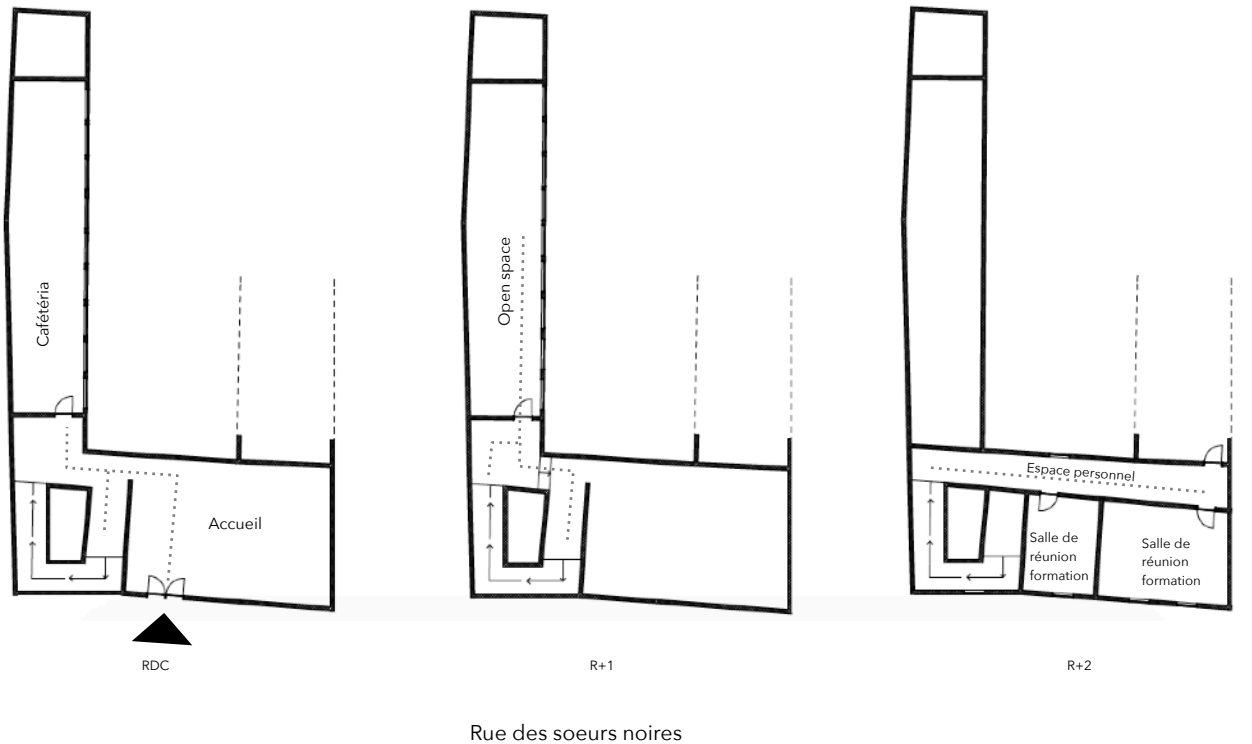 Cafétéria
Accueil
RDC
Open space
R+1
Espace personnel
Salle de
réunion
formation
Salle de
réunion
formation
R+2
Rue des soeurs noires